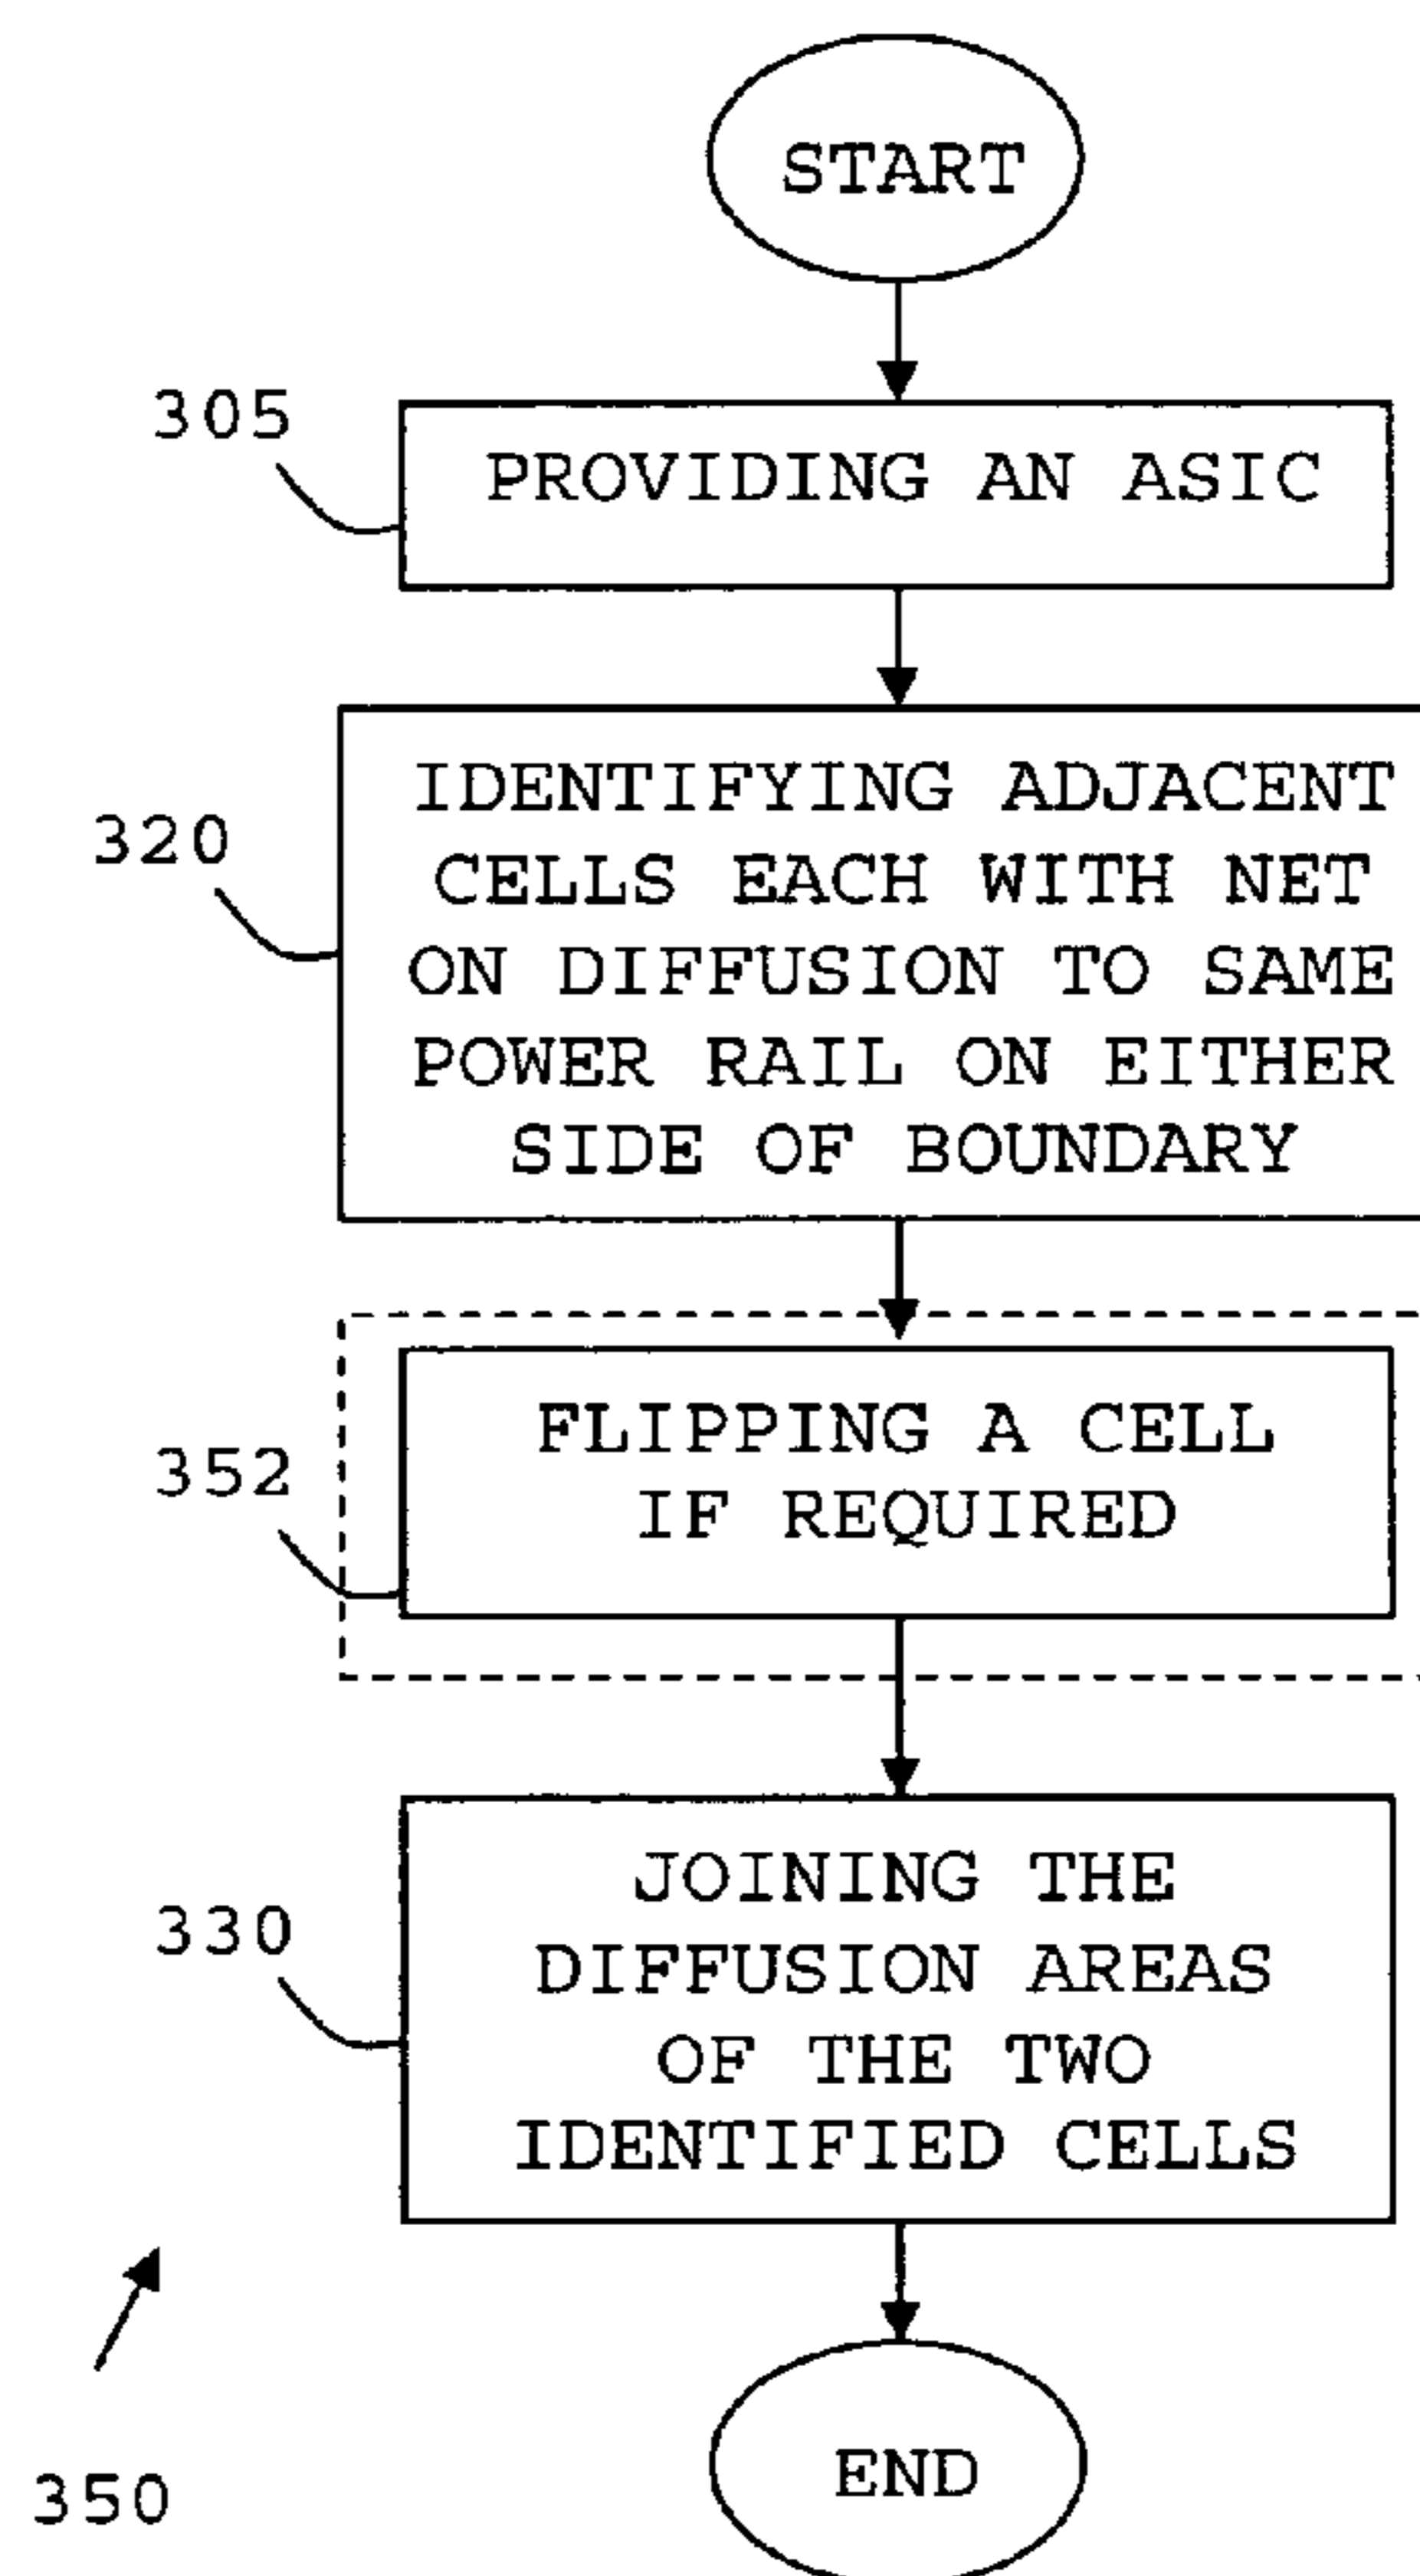 START
305
PROVIDING AN ASIC
320
IDENTIFYING ADJACENT
CELLS EACH WITH NET
ON DIFFUSION TO SAME
POWER RAIL ON EITHER
SIDE OF BOUNDARY
352
FLIPPING A CELL
IF REQUIRED
330
JOINING THE
DIFFUSION AREAS
OF THE TWO
IDENTIFIED CELLS
350
END